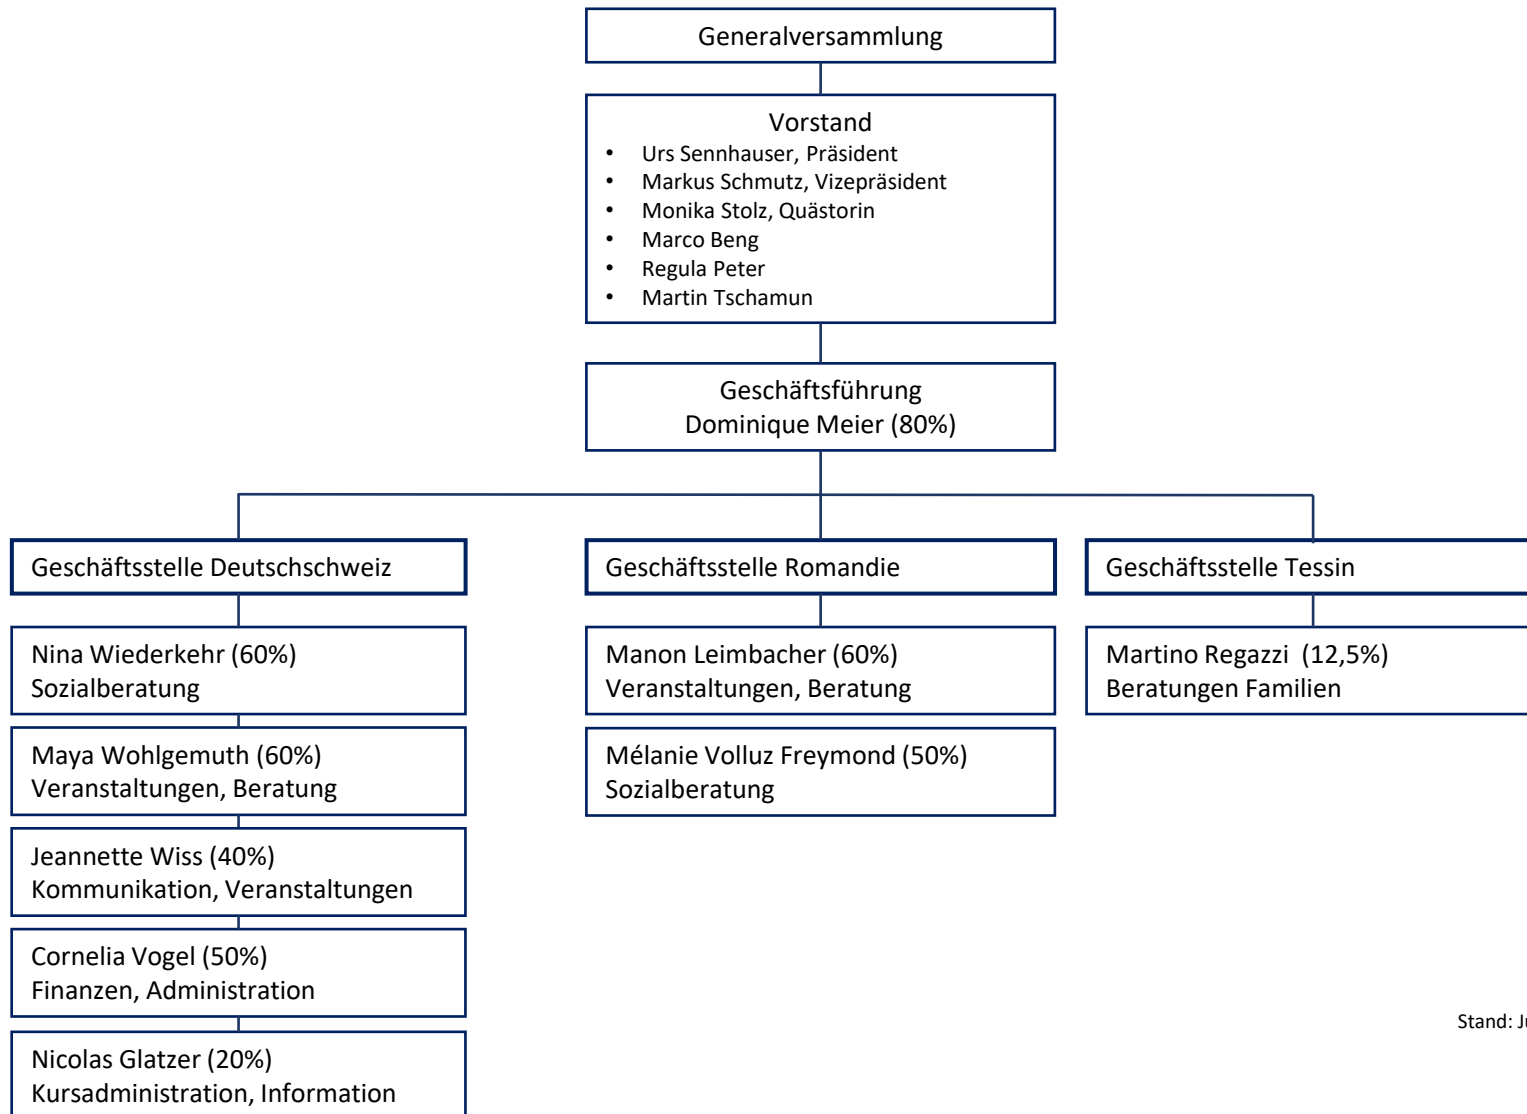 Generalversammlung
Vorstand
• Urs Sennhauser, Präsident
• Markus Schmutz, Vizepräsident
• Monika Stolz, Quästorin
• Marco Beng
• Regula Peter
• Martin Tschamun
Geschäftsführung
Dominique Meier (80%)
Geschäftsstelle Deutschschweiz
Nina Wiederkehr (60%)
Sozialberatung
Maya Wohlgemuth (60%)
Veranstaltungen, Beratung
Jeannette Wiss (40%)
Kommunikation, Veranstaltungen
Cornelia Vogel (50%)
Finanzen, Administration
Nicolas Glatzer (20%)
Kursadministration, Information
Geschäftsstelle Romandie
Manon Leimbacher (60%)
Veranstaltungen, Beratung
Mélanie Volluz Freymond (50%)
Sozialberatung
Geschäftsstelle Tessin
Martino Regazzi (12,5%)
Beratungen Familien
Stand: